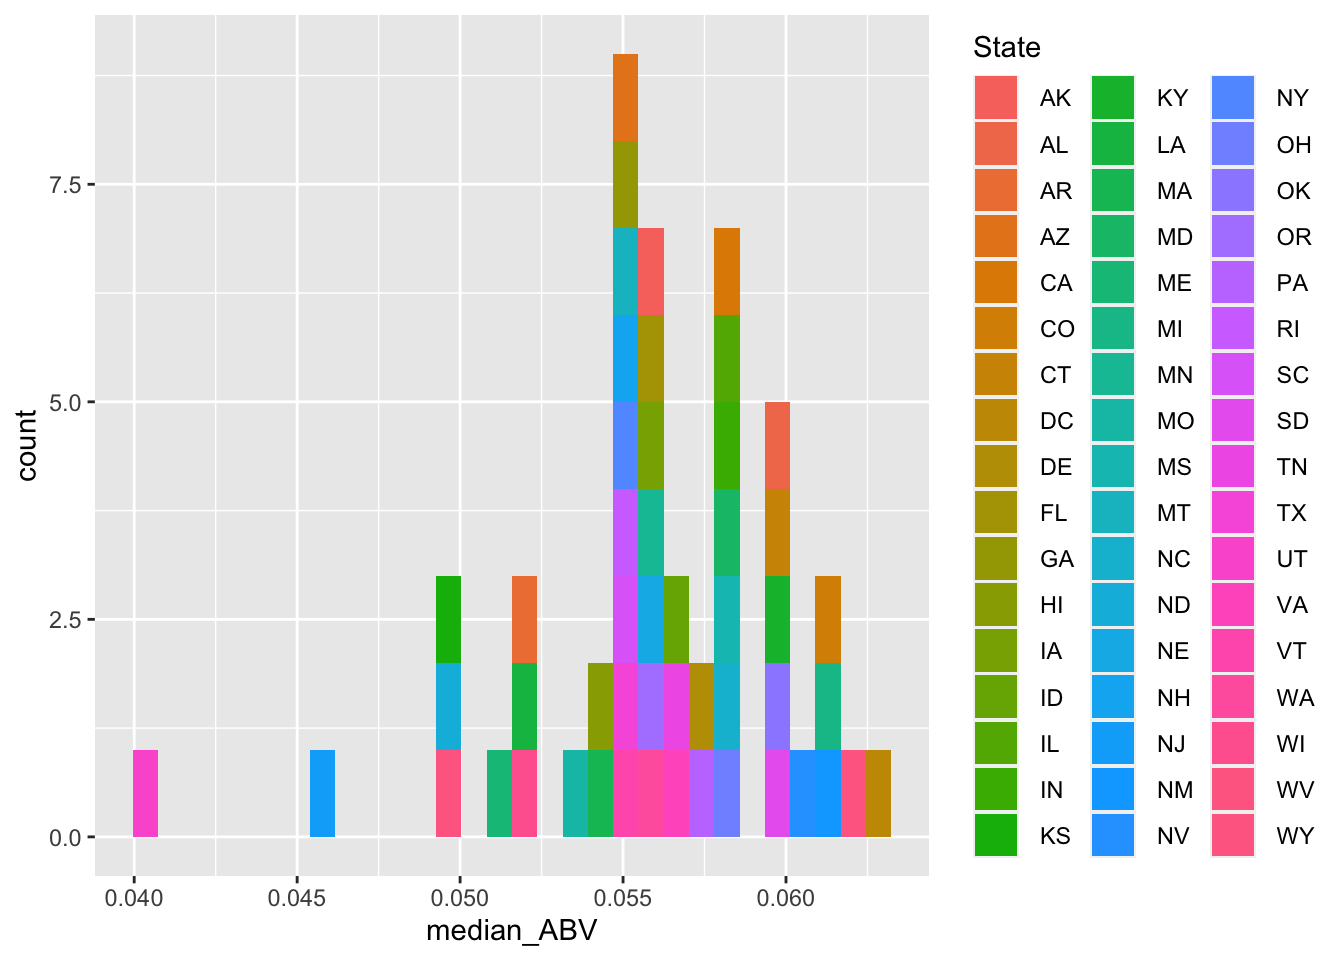 State
AK KY NY
AL LA OH
AR MA OK
AZ MD OR
CA ME PA
CO MI RI
CT MN SC
DC MO SD
DE MS TN
FL MT TX
GA NC UT
HI ND VA
IA NE VT
ID NH WA
IL NJ WI
IN NM WV
KS NV WY
count
7.5
5.0
2.5
0.0
0.040 0.045 0.050 0.055 0.060
median_ABV